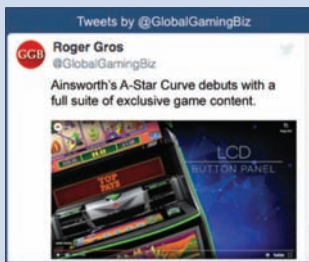 Tweets by @GlobalGamingBiz
GGB
Roger Gros
@GlobalGamingBiz
Ainsworth's A-Star Curve debuts with a
full suite of exclusive game content.
TOP
PAYS
LCD
BUTTON PANEL